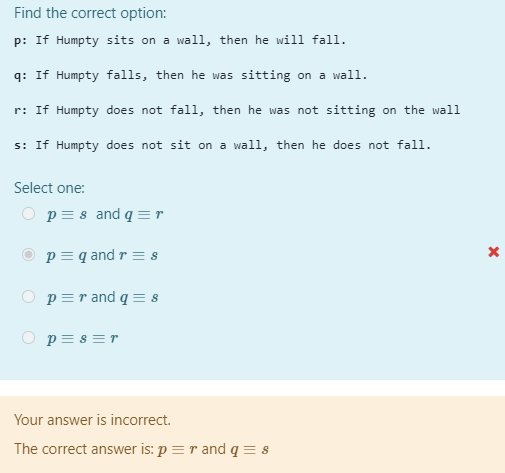 Find the correct option:
p: If Humpty sits on a wall, then he will fall.
q: If Humpty falls, then he was sitting on a wall.
r: If Humpty does not fall, then he was not sitting on the wall
s: If Humpty does not sit on a wall, then he does not fall.
Select one:
p ≡ s and q ≡ r
p ≡ q and r ≡ s
p ≡ r and q ≡ s
p ≡ s ≡ r
Your answer is incorrect.
The correct answer is: p ≡ r and q ≡ s